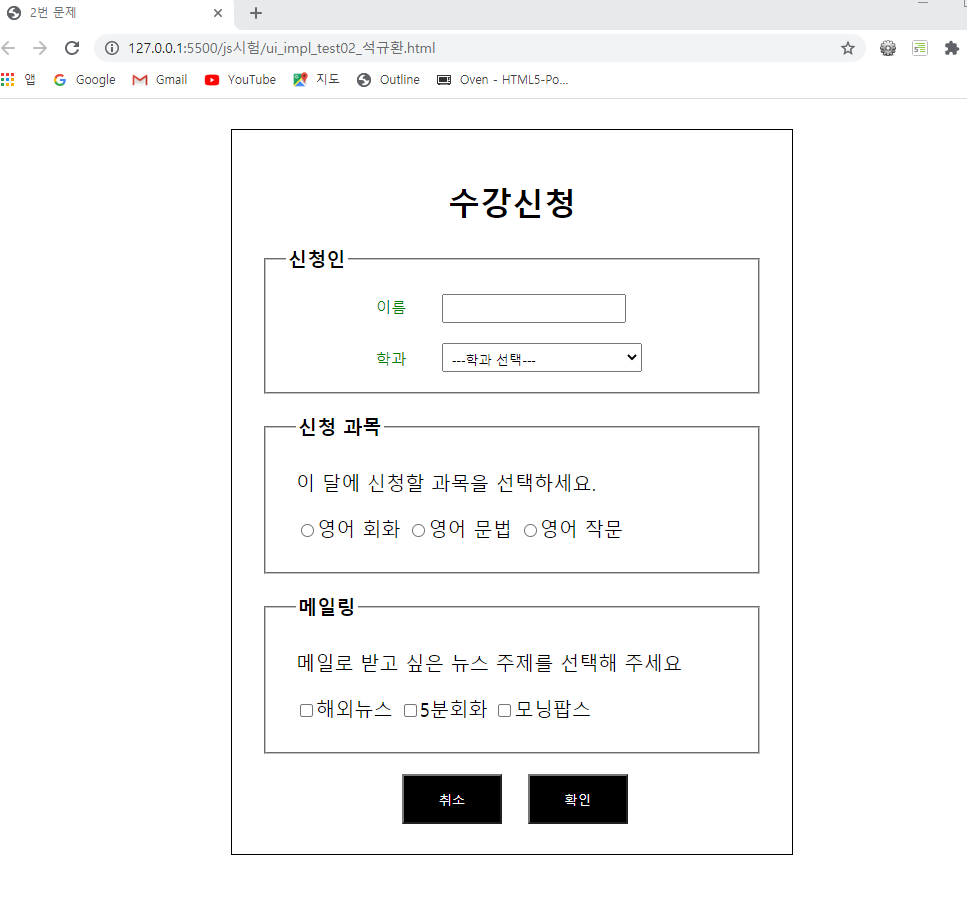 2번 문제
127.0.0.1:5500/js시험/ui_impl_test02_석규환.html
앱 Google Gmail YouTube 지도 Outline Oven - HTML5-Po...
수강신청
신청인
이름
학과 ---학과 선택---
신청 과목
이 달에 신청할 과목을 선택하세요.
영어 회화 영어 문법 영어 작문
메일링
메일로 받고 싶은 뉴스 주제를 선택해 주세요
해외뉴스 5분회화 모닝팝스
취소 확인